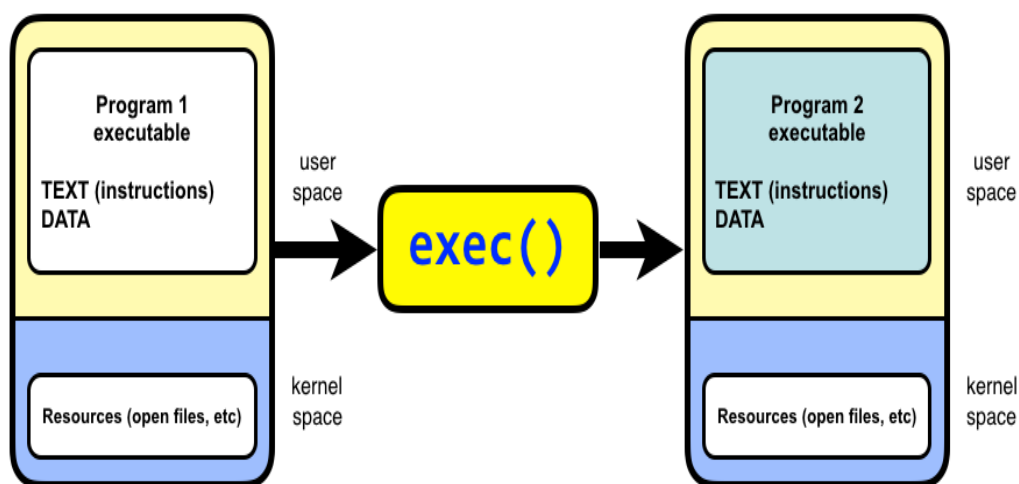 Program 1
executable
TEXT (instructions)
DATA
user
space
Resources (open files, etc)
kernel
space
exec()
Program 2
executable
TEXT (instructions)
DATA
user
space
Resources (open files, etc)
kernel
space